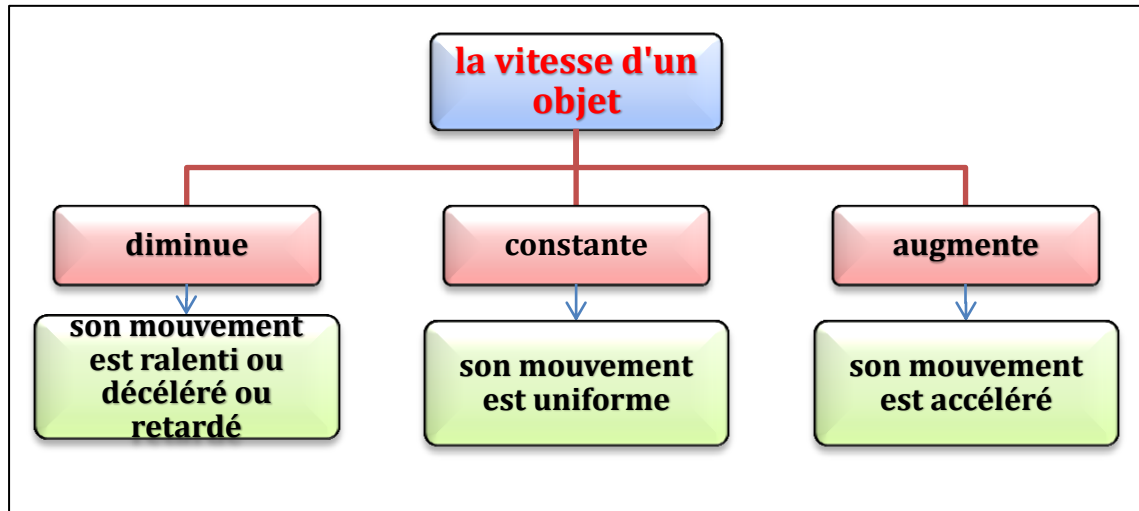 la vitesse d'un
objet
diminue
constante
augmente
son mouvement
est ralenti ou
décéléré ou
retardé
son mouvement
est uniforme
son mouvement
est accéléré